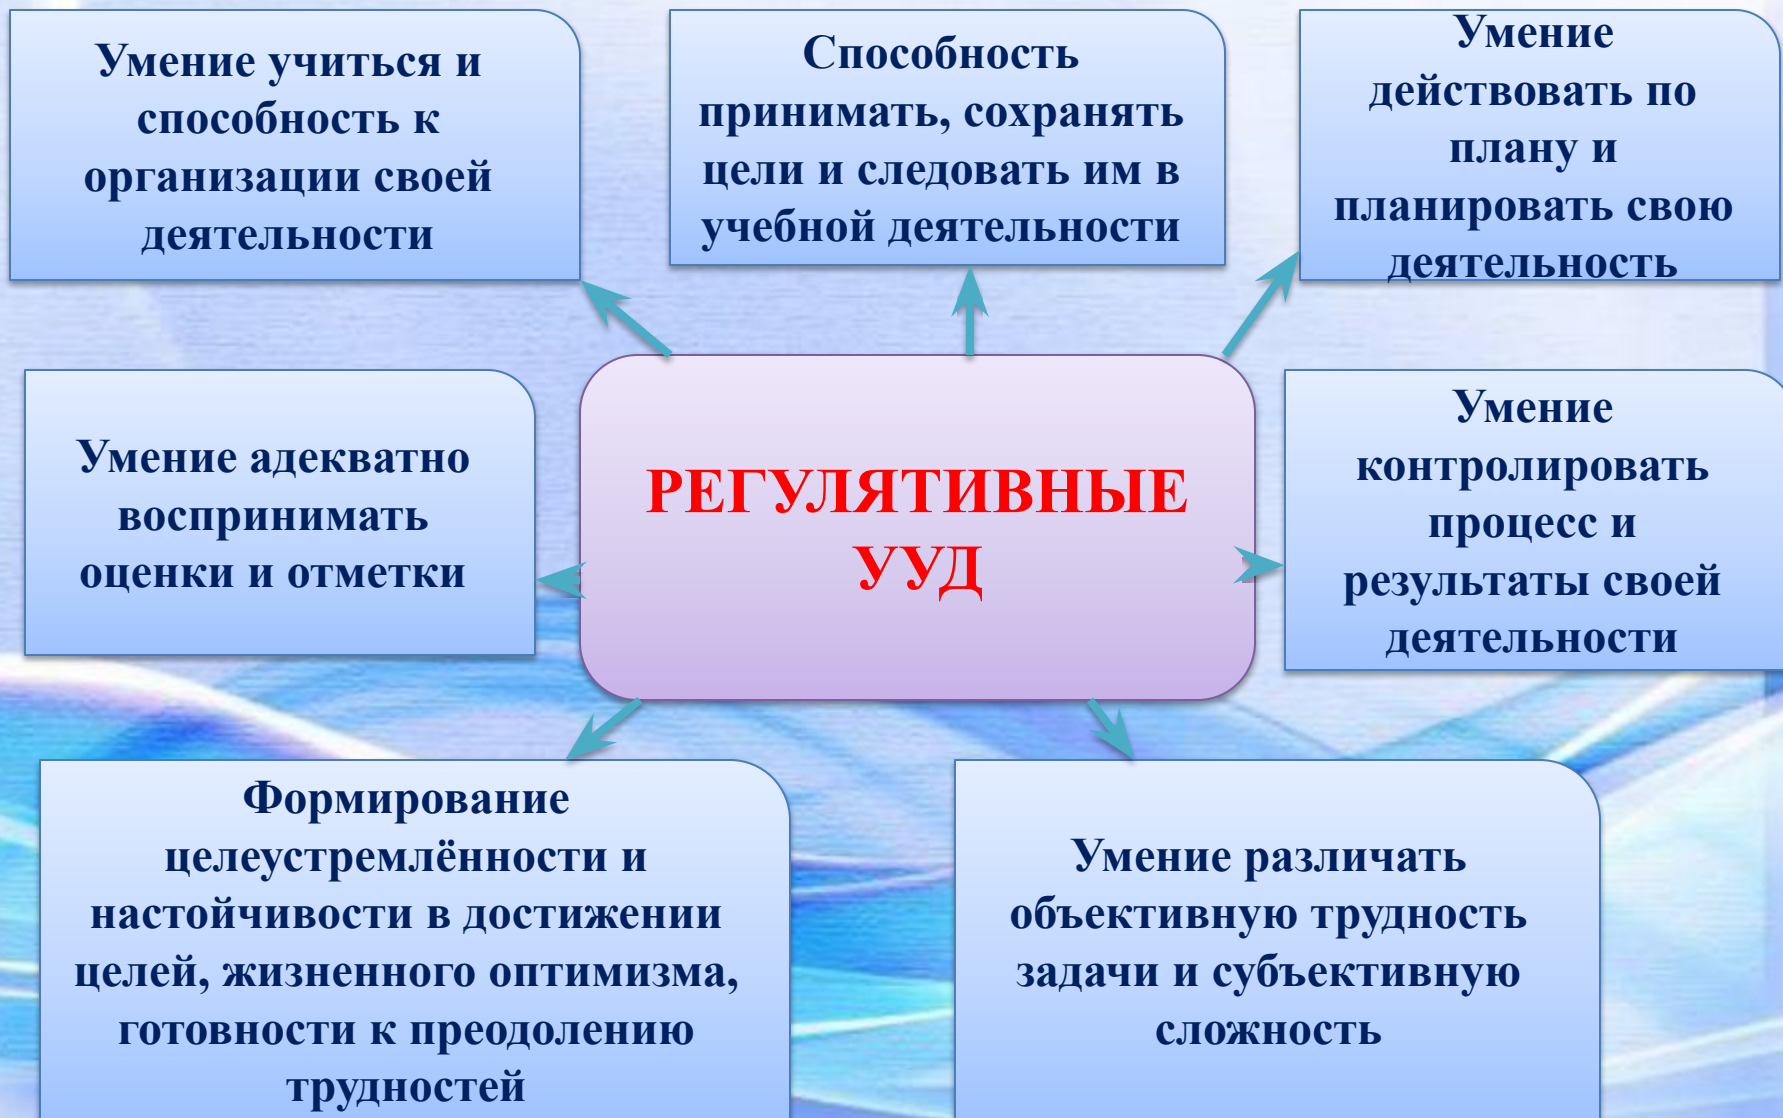 Умение учиться и
способность к
организации своей
деятельности
Способность
принимать, сохранять
цели и следовать им в
учебной деятельности
Умение
действовать по
плану и
планировать свою
деятельность
Умение адекватно
воспринимать
оценки и отметки
РЕГУЛЯТИВНЫЕ
УУД
Умение
контролировать
процесс и
результаты своей
деятельности
Формирование
целеустремлённости и
настойчивости в достижении
целей, жизненного оптимизма,
готовности к преодолению
трудностей
Умение различать
объективную трудность
задачи и субъективную
сложность